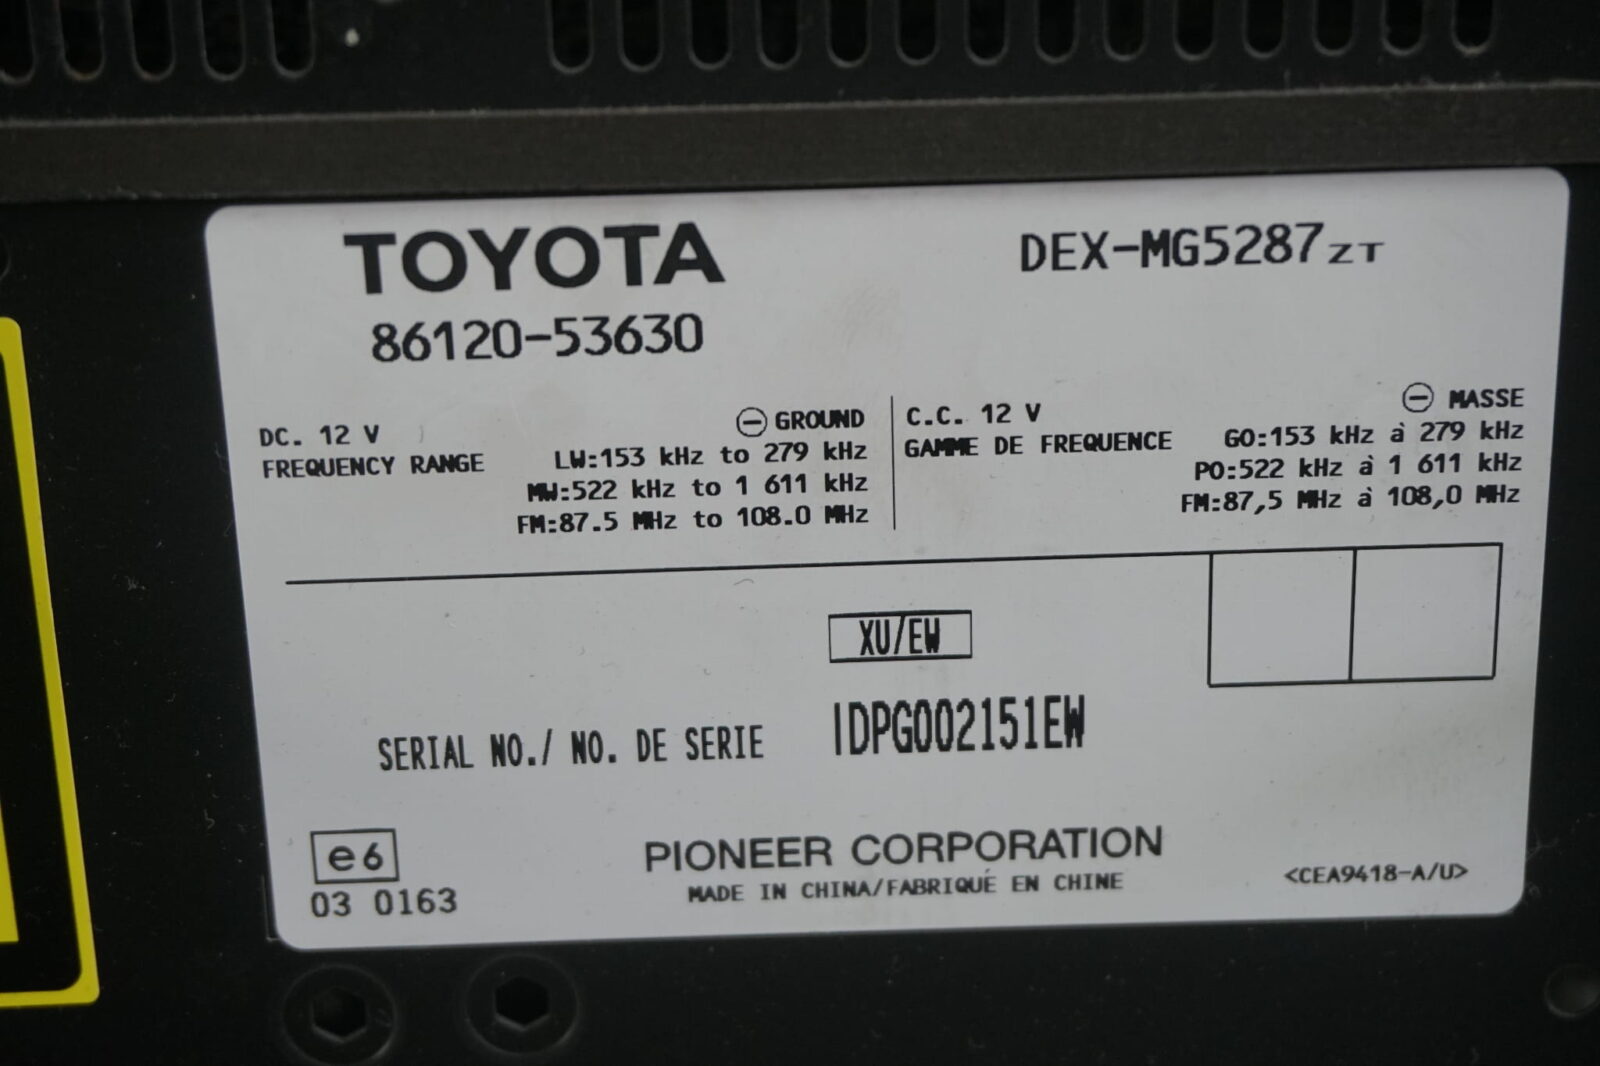 TOYOTA
86120-53630
DEX-MG5287ZT
DC. 12 V
⊖ GROUND
FREQUENCY RANGE
LW:153 kHz to 279 kHz
MW:522 kHz to 1 611 kHz
FM:87.5 MHz to 108.0 MHz
C.C. 12 V
⊖ MASSE
GAMME DE FREQUENCE
GO:153 kHz à 279 kHz
PO:522 kHz à 1 611 kHz
FM:87,5 MHz à 108,0 MHz
XU/EW
SERIAL NO./ NO. DE SERIE IDPG002151EW
e6
03 0163
PIONEER CORPORATION
MADE IN CHINA/FABRIQUÉ EN CHINE
<CEA9418-A/U>